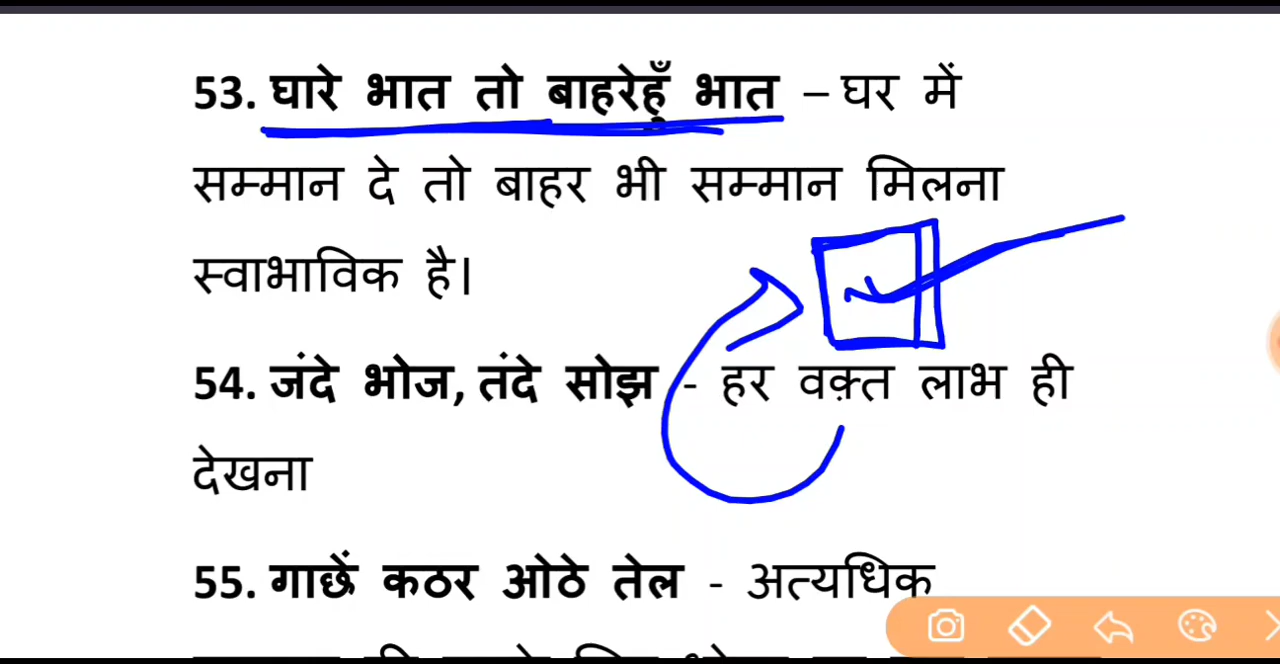 53. घारे भात तो बाहरेहुँ भात – घर में
सम्मान दे तो बाहर भी सम्मान मिलना
स्वाभाविक है।
54. जंदे भोज, तंदे सोझ - हर वक़्त लाभ ही
देखना
55. गाछें कठर ओठे तेल - अत्यधिक